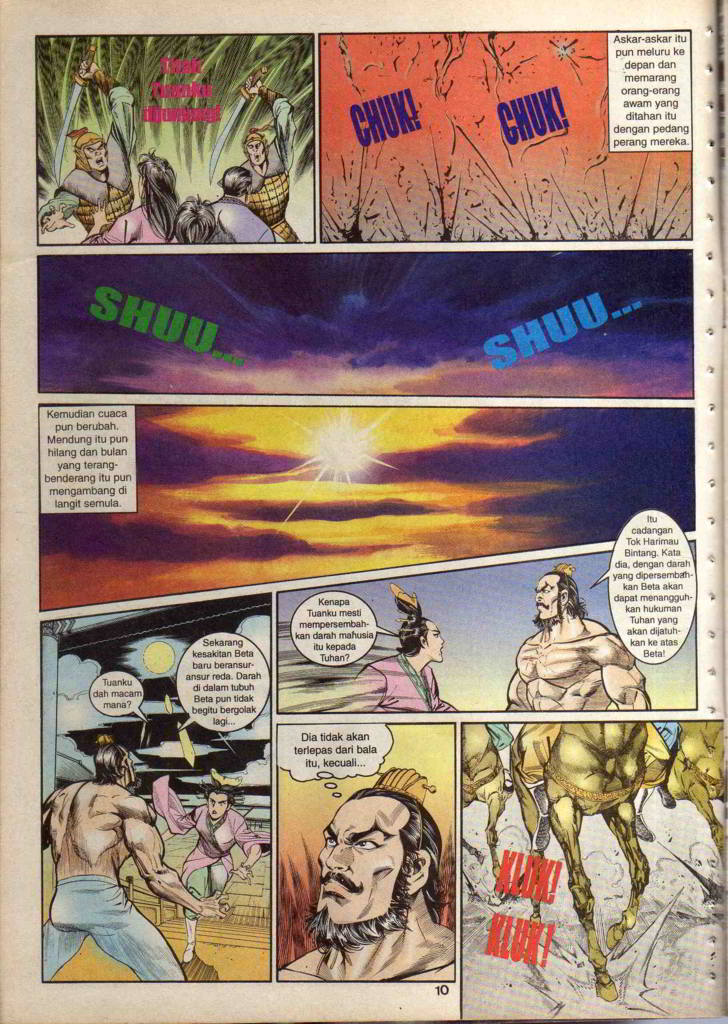 Titah
Tuanku
dijunjung!
CHUK!
CHUK!
Askar-askar itu
pun meluru ke
depan dan
memarang
orang-erang
awam yang
ditahan itu
dengan pedang
perang mereka.
SHUU...
SHUU...
Kemudian cuaca
pun berubah.
Mendung itu pun
hilang dan bulan
yang terang-
benderang itu pun
mengambang di
langit semula.
Kenapa
Tuanku mesti
mempersembah-
kan darah mahusia
itu kepada
Tuhan?
Itu
cadangan
Tok Harimau
Bintang. Kata
dia, dengan darah
yang dipersembah-
kan Beta akan
dapat menangguh-
kan hukuman
Tuhan yang
akan dijatuh-
kan ke atas
Beta!
Tuanku
dah macam
mana?
Sekarang
kesakitan Beta
baru beransur-
ansur reda. Darah
di dalam tubuh
Beta pun tidak
begitu bergolak
lagi...
Dia tidak akan
terlepas dari bala
itu, kecuali...
KLUK!
KLUK!
10